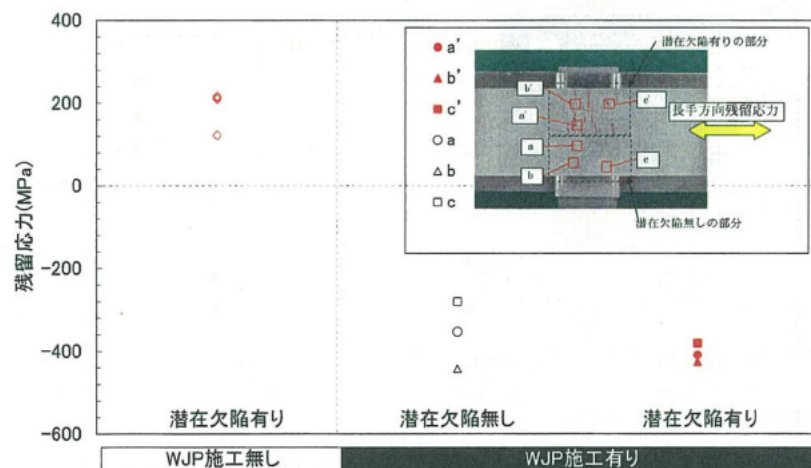 400
200
0
−200
−400
−600
残留応力(MPa)
a'
b'
c'
a
b
c
潜在欠陥有りの部分
b'
c'
a'
長手方向残留応力
a
b
c
潜在欠陥無しの部分
潜在欠陥有り
潜在欠陥無し
潜在欠陥有り
WJP施工無し
WJP施工有り